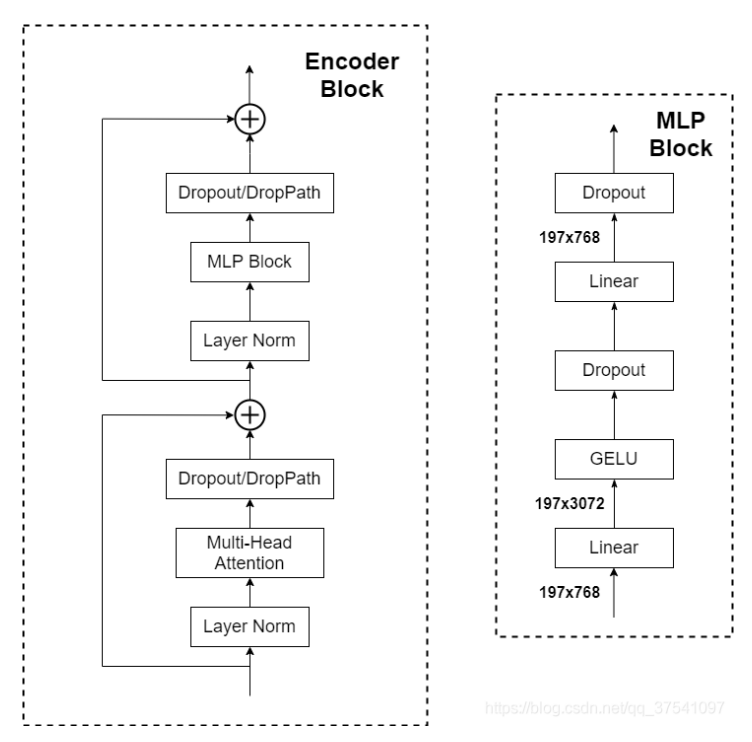 Encoder
Block
Dropout/DropPath
MLP Block
Layer Norm
Dropout/DropPath
Multi-Head
Attention
Layer Norm
MLP
Block
Dropout
197x768
Linear
Dropout
GELU
197x3072
Linear
197x768
https://blog.csdn.net/qq_37541097